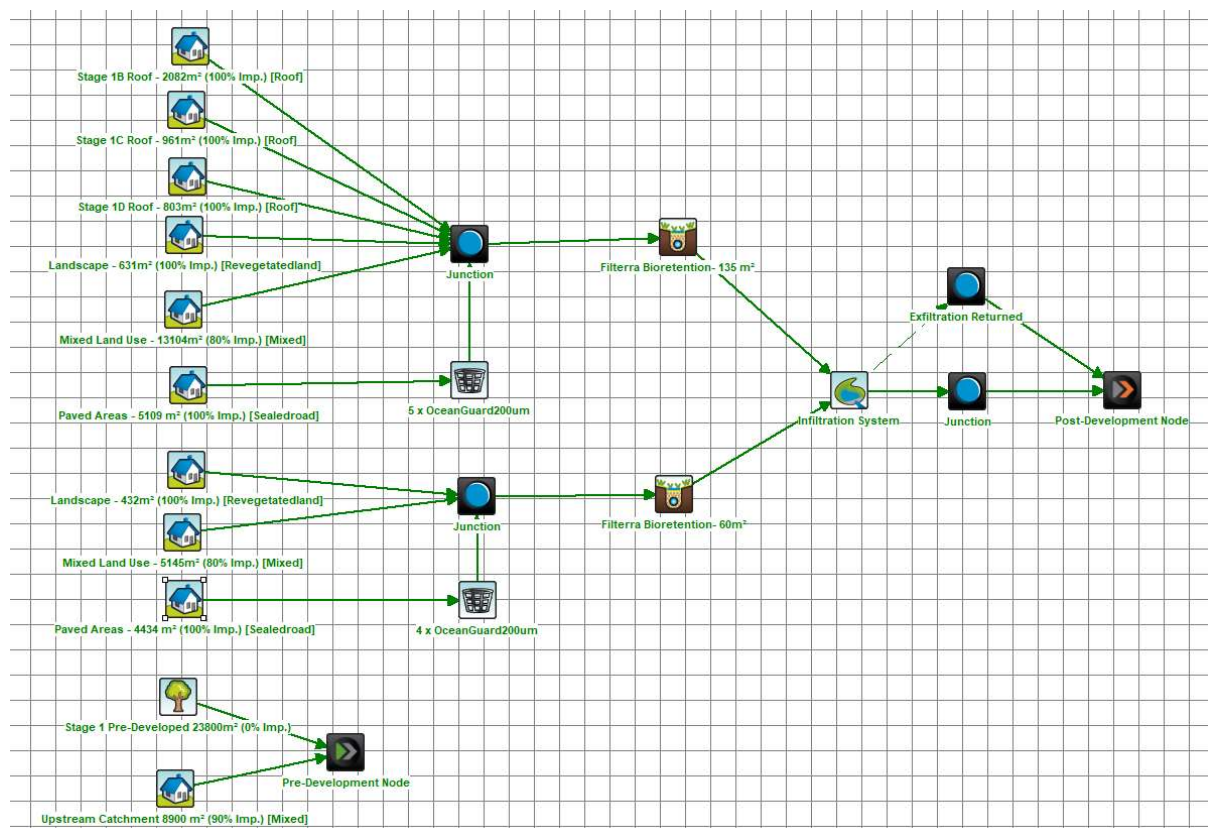 Stage 1B Roof - 2082m² (100% Imp.) [Roof]
Stage 1C Roof - 961m² (100% Imp.) [Roof]
Stage 1D Roof - 803m² (100% Imp.) [Roof]
Landscape - 631m² (100% Imp.) [Revegetatedland]
Junction
Filterra Bioretention- 135 m²
Exfiltration Returned
Mixed Land Use - 13104m² (80% Imp.) [Mixed]
Paved Areas - 5109 m² (100% Imp.) [Sealedroad]
5 x OceanGuard200um
Infiltration System
Junction
Post-Development Node
Landscape - 432m² (100% Imp.) [Revegetatedland]
Junction
Filterra Bioretention- 60m²
Mixed Land Use - 5145m² (80% Imp.) [Mixed]
Paved Areas - 4434 m² (100% Imp.) [Sealedroad]
4 x OceanGuard200um
Stage 1 Pre-Developed 23800m² (0% Imp.)
Pre-Development Node
Upstream Catchment 8900 m² (90% Imp.) [Mixed]